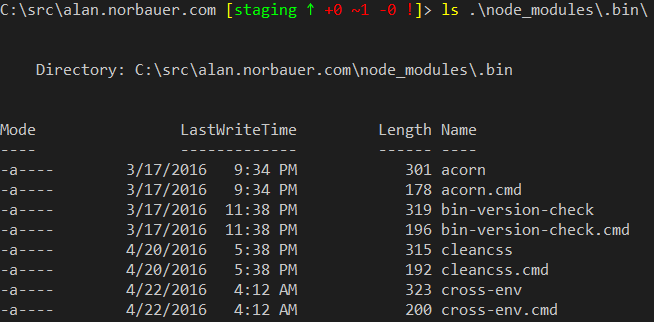 C:\src\alan.norbauer.com [staging ↑ +0 ~1 -0 !]> ls .\node_modules\.bin\
Directory: C:\src\alan.norbauer.com\node_modules\.bin
Mode                LastWriteTime         Length Name
----                -------------         ------ ----
-a----        3/17/2016   9:34 PM            301 acorn
-a----        3/17/2016   9:34 PM            178 acorn.cmd
-a----        3/17/2016  11:38 PM            319 bin-version-check
-a----        3/17/2016  11:38 PM            196 bin-version-check.cmd
-a----        4/20/2016   5:38 PM            315 cleancss
-a----        4/20/2016   5:38 PM            192 cleancss.cmd
-a----        4/22/2016   4:12 AM            323 cross-env
-a----        4/22/2016   4:12 AM            200 cross-env.cmd